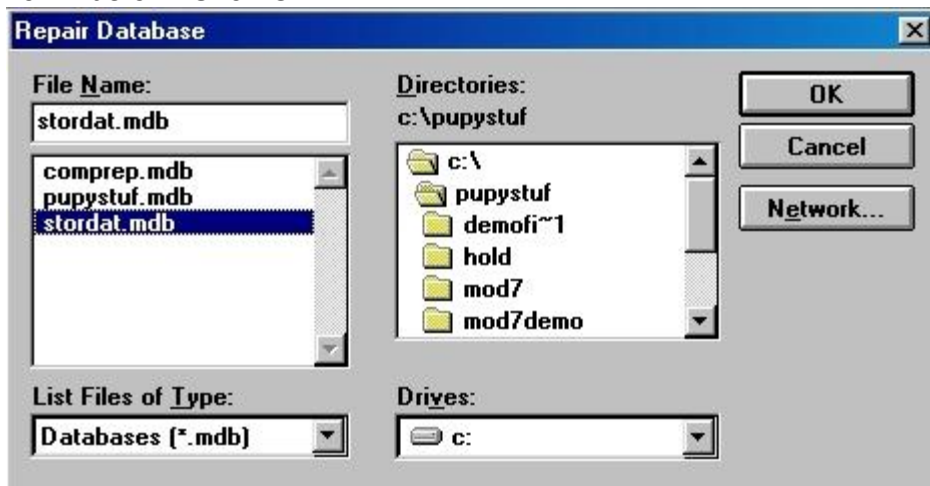 Repair Database
File Name:
stordat.mdb
comprep.mdb
pupystuf.mdb
stordat.mdb
List Files of Type:
Databases (*.mdb)
Directories:
c:\pupystuf
c:\
pupystuf
demofi~1
hold
mod7
mod7demo
Drives:
c:
OK
Cancel
Network...